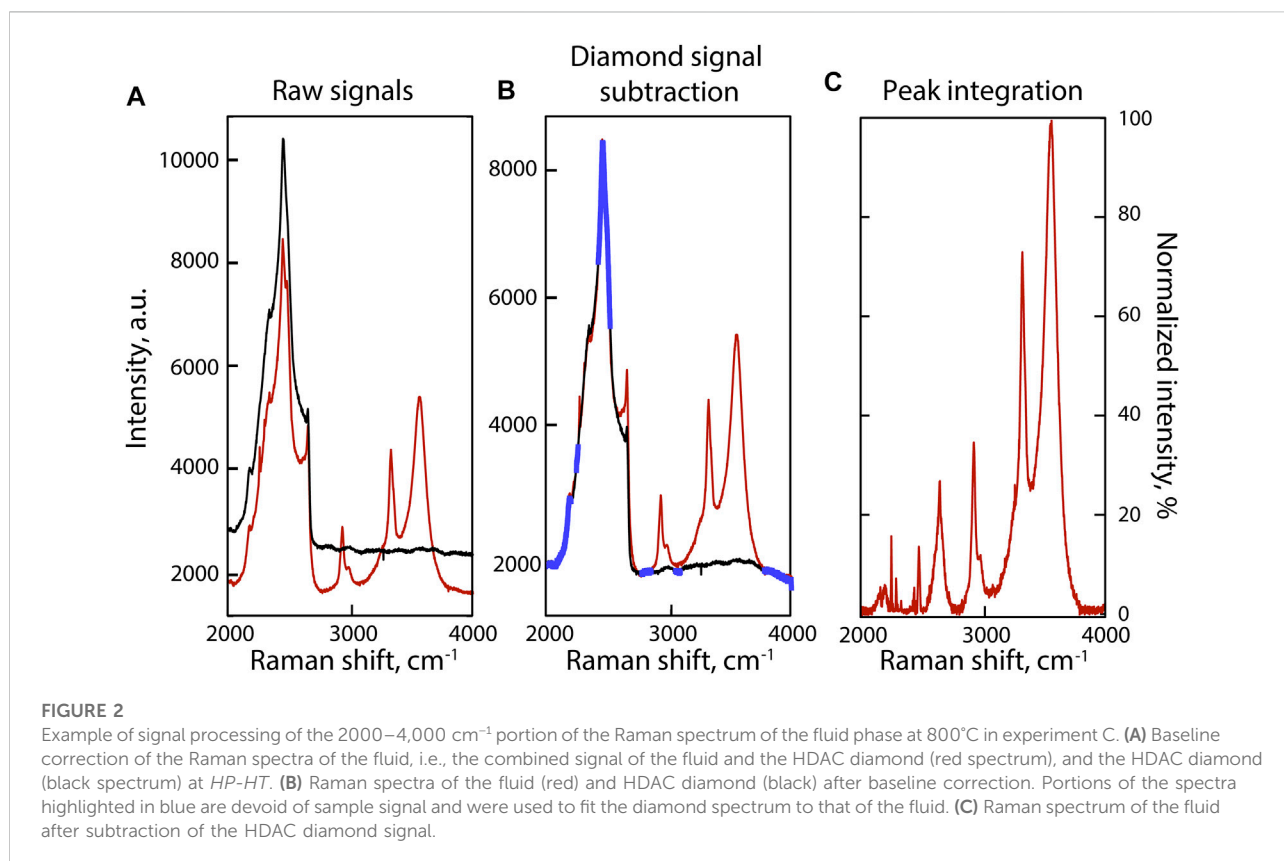 A
Raw signals
10000
8000
6000
4000
2000
Intensity, a.u.
2000
3000
4000
Raman shift, cm⁻¹
B
Diamond signal
subtraction
8000
6000
4000
2000
2000
3000
4000
Raman shift, cm⁻¹
C
Peak integration
100
80
60
40
20
0
Normalized intensity, %
2000
3000
4000
Raman shift, cm⁻¹
FIGURE 2
Example of signal processing of the 2000–4,000 cm⁻¹ portion of the Raman spectrum of the fluid phase at 800°C in experiment C. (A) Baseline
correction of the Raman spectra of the fluid, i.e., the combined signal of the fluid and the HDAC diamond (red spectrum), and the HDAC diamond
(black spectrum) at HP-HT. (B) Raman spectra of the fluid (red) and HDAC diamond (black) after baseline correction. Portions of the spectra
highlighted in blue are devoid of sample signal and were used to fit the diamond spectrum to that of the fluid. (C) Raman spectrum of the fluid
after subtraction of the HDAC diamond signal.